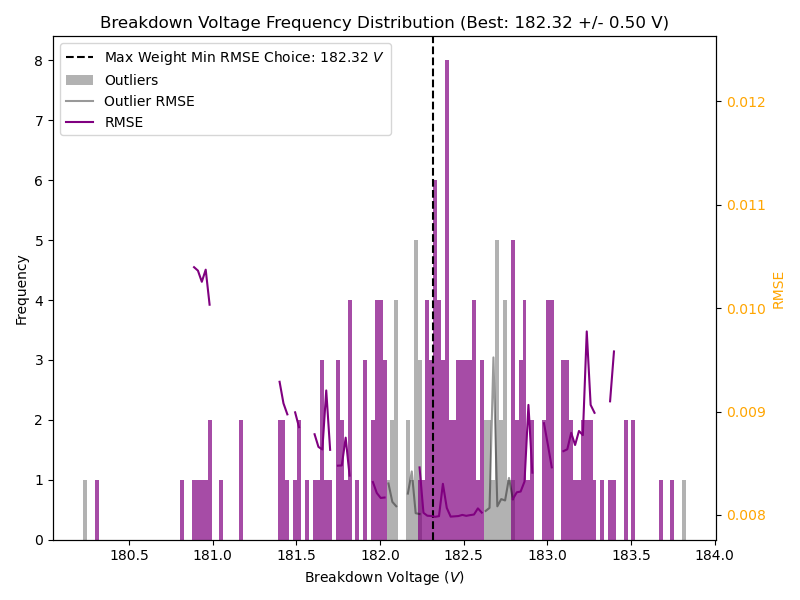 Breakdown Voltage Frequency Distribution (Best: 182.32 +/- 0.50 V)
Max Weight Min RMSE Choice: 182.32 V
Outliers
Outlier RMSE
RMSE
Frequency
8
7
6
5
4
3
2
1
0
0.012
0.011
0.010
0.009
0.008
RMSE
180.5 181.0 181.5 182.0 182.5 183.0 183.5 184.0
Breakdown Voltage (V)